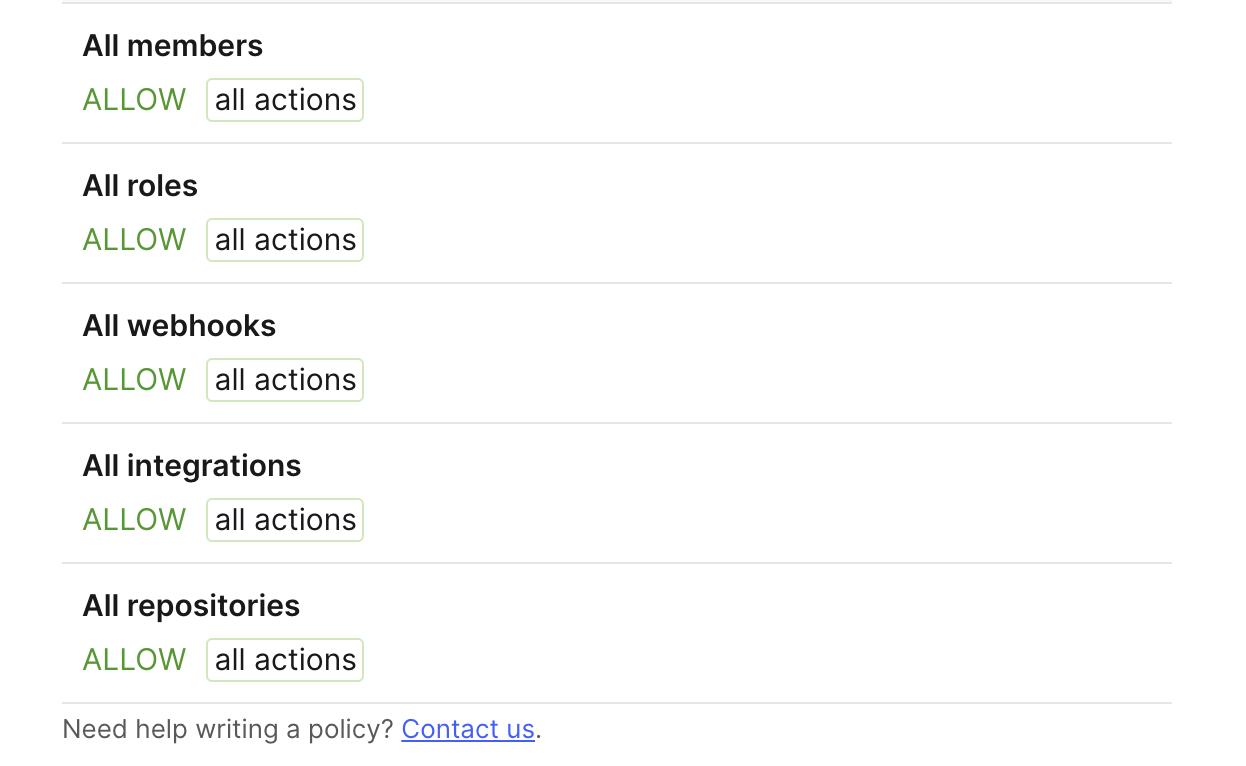 All members
ALLOW all actions
All roles
ALLOW all actions
All webhooks
ALLOW all actions
All integrations
ALLOW all actions
All repositories
ALLOW all actions
Need help writing a policy? Contact us.